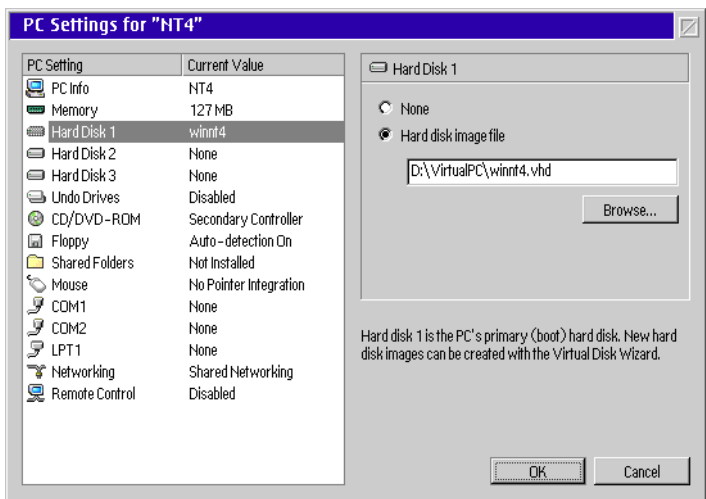 PC Settings for "NT4"
PC Setting Current Value
PC Info NT4
Memory 127 MB
Hard Disk 1 winnt4
Hard Disk 2 None
Hard Disk 3 None
Undo Drives Disabled
CD/DVD-ROM Secondary Controller
Floppy Auto-detection On
Shared Folders Not Installed
Mouse No Pointer Integration
COM1 None
COM2 None
LPT1 None
Networking Shared Networking
Remote Control Disabled
Hard Disk 1
None
Hard disk image file
D:\VirtualPC\winnt4.vhd
Browse...
Hard disk 1 is the PC's primary (boot) hard disk. New hard
disk images can be created with the Virtual Disk Wizard.
OK Cancel